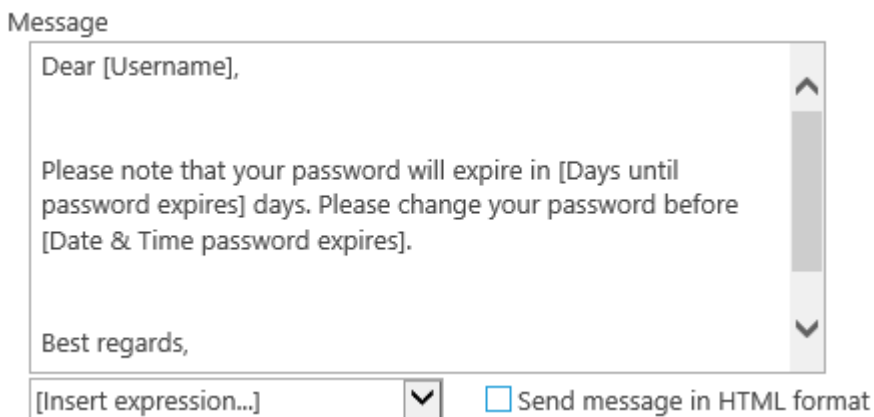 Message
Dear [Username],
Please note that your password will expire in [Days until
password expires] days. Please change your password before
[Date & Time password expires].
Best regards,
[Insert expression...]
Send message in HTML format